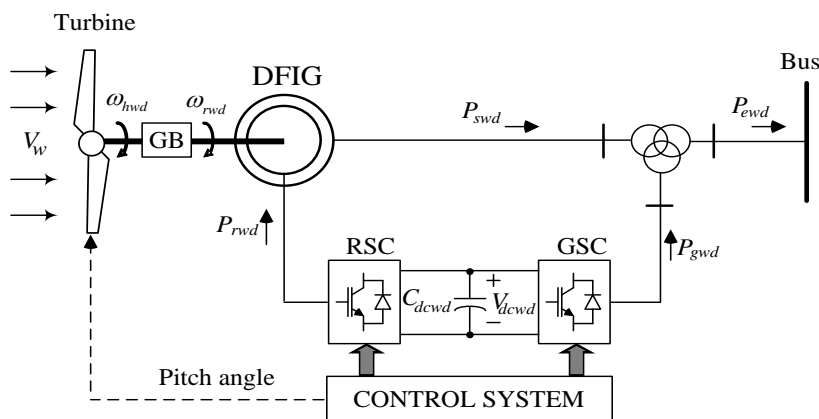 Turbine
DFIG
Bus
ω_hwd
ω_rwd
P_swd
P_ewd
V_w
GB
P_rwd
RSC
GSC
P_gwd
C_dcwd
+
V_dcwd
−
Pitch angle
CONTROL SYSTEM